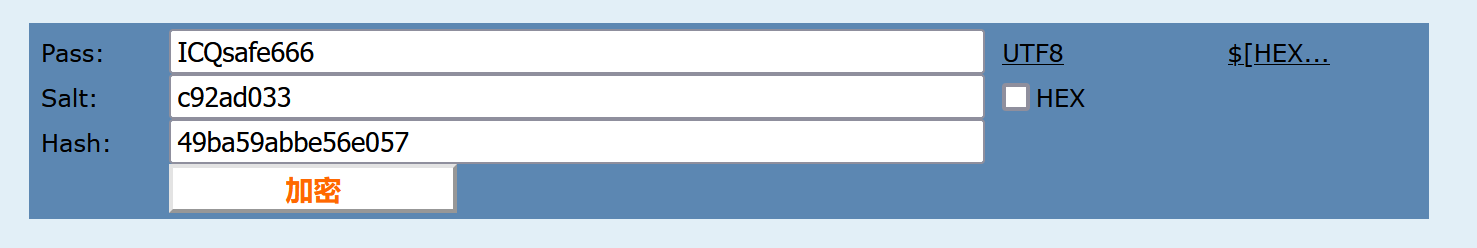 Pass: ICQsafe666 UTF8 $[HEX...
Salt: c92ad033 HEX
Hash: 49ba59abbe56e057
加密